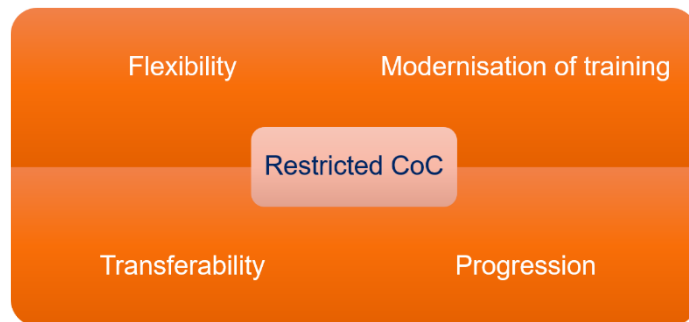 Flexibility
Modernisation of training
Restricted CoC
Transferability
Progression